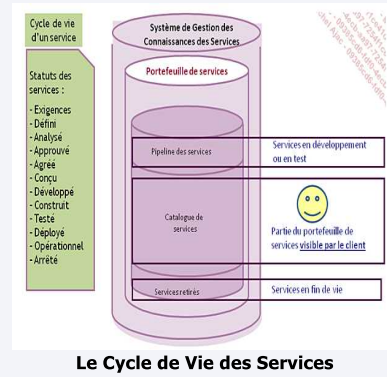 Cycle de vie
d'un service
Statuts des
services :
- Exigences
- Défini
- Analysé
- Approuvé
- Agréé
- Conçu
- Développé
- Construit
- Testé
- Déployé
- Opérationnel
- Arrêté
Système de Gestion des
Connaissances des Services
Portefeuille de services
Pipeline des services
Services en développement
ou en test
Catalogue de
services
Partie du portefeuille de
services visible par le client
Services retirés
Services en fin de vie
Le Cycle de Vie des Services